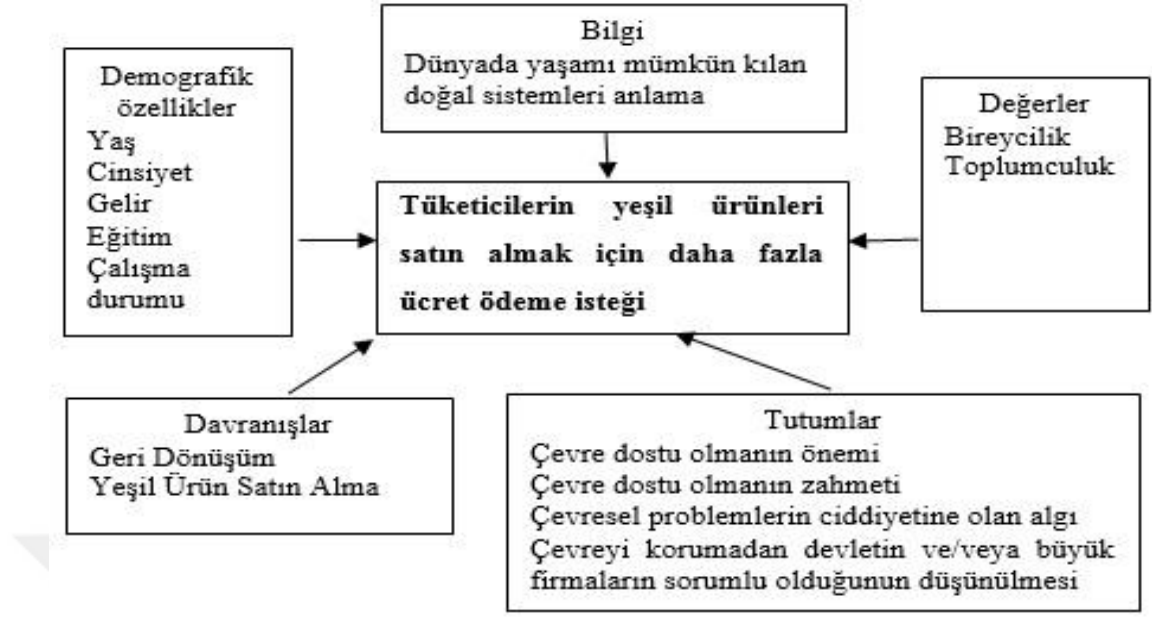 Bilgi
Dünyada yaşamı mümkün kılan
doğal sistemleri anlama
Demografik
özellikler
Yaş
Cinsiyet
Gelir
Eğitim
Çalışma
durumu
Değerler
Bireycilik
Toplumculuk
Tüketicilerin yeşil ürünleri
satın almak için daha fazla
ücret ödeme isteği
Davranışlar
Geri Dönüşüm
Yeşil Ürün Satın Alma
Tutumlar
Çevre dostu olmanın önemi
Çevre dostu olmanın zahmeti
Çevresel problemlerin ciddiyetine olan algı
Çevreyi korumadan devletin ve/veya büyük
firmaların sorumlu olduğunun düşünülmesi